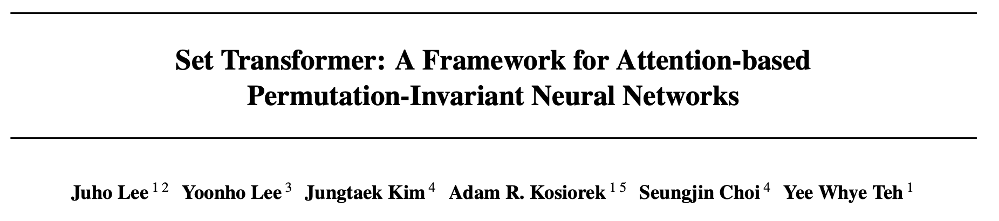 Set Transformer: A Framework for Attention-based
Permutation-Invariant Neural Networks
Juho Lee 1 2 Yoonho Lee 3 Jungtaek Kim 4 Adam R. Kosiorek 1 5 Seungjin Choi 4 Yee Whye Teh 1